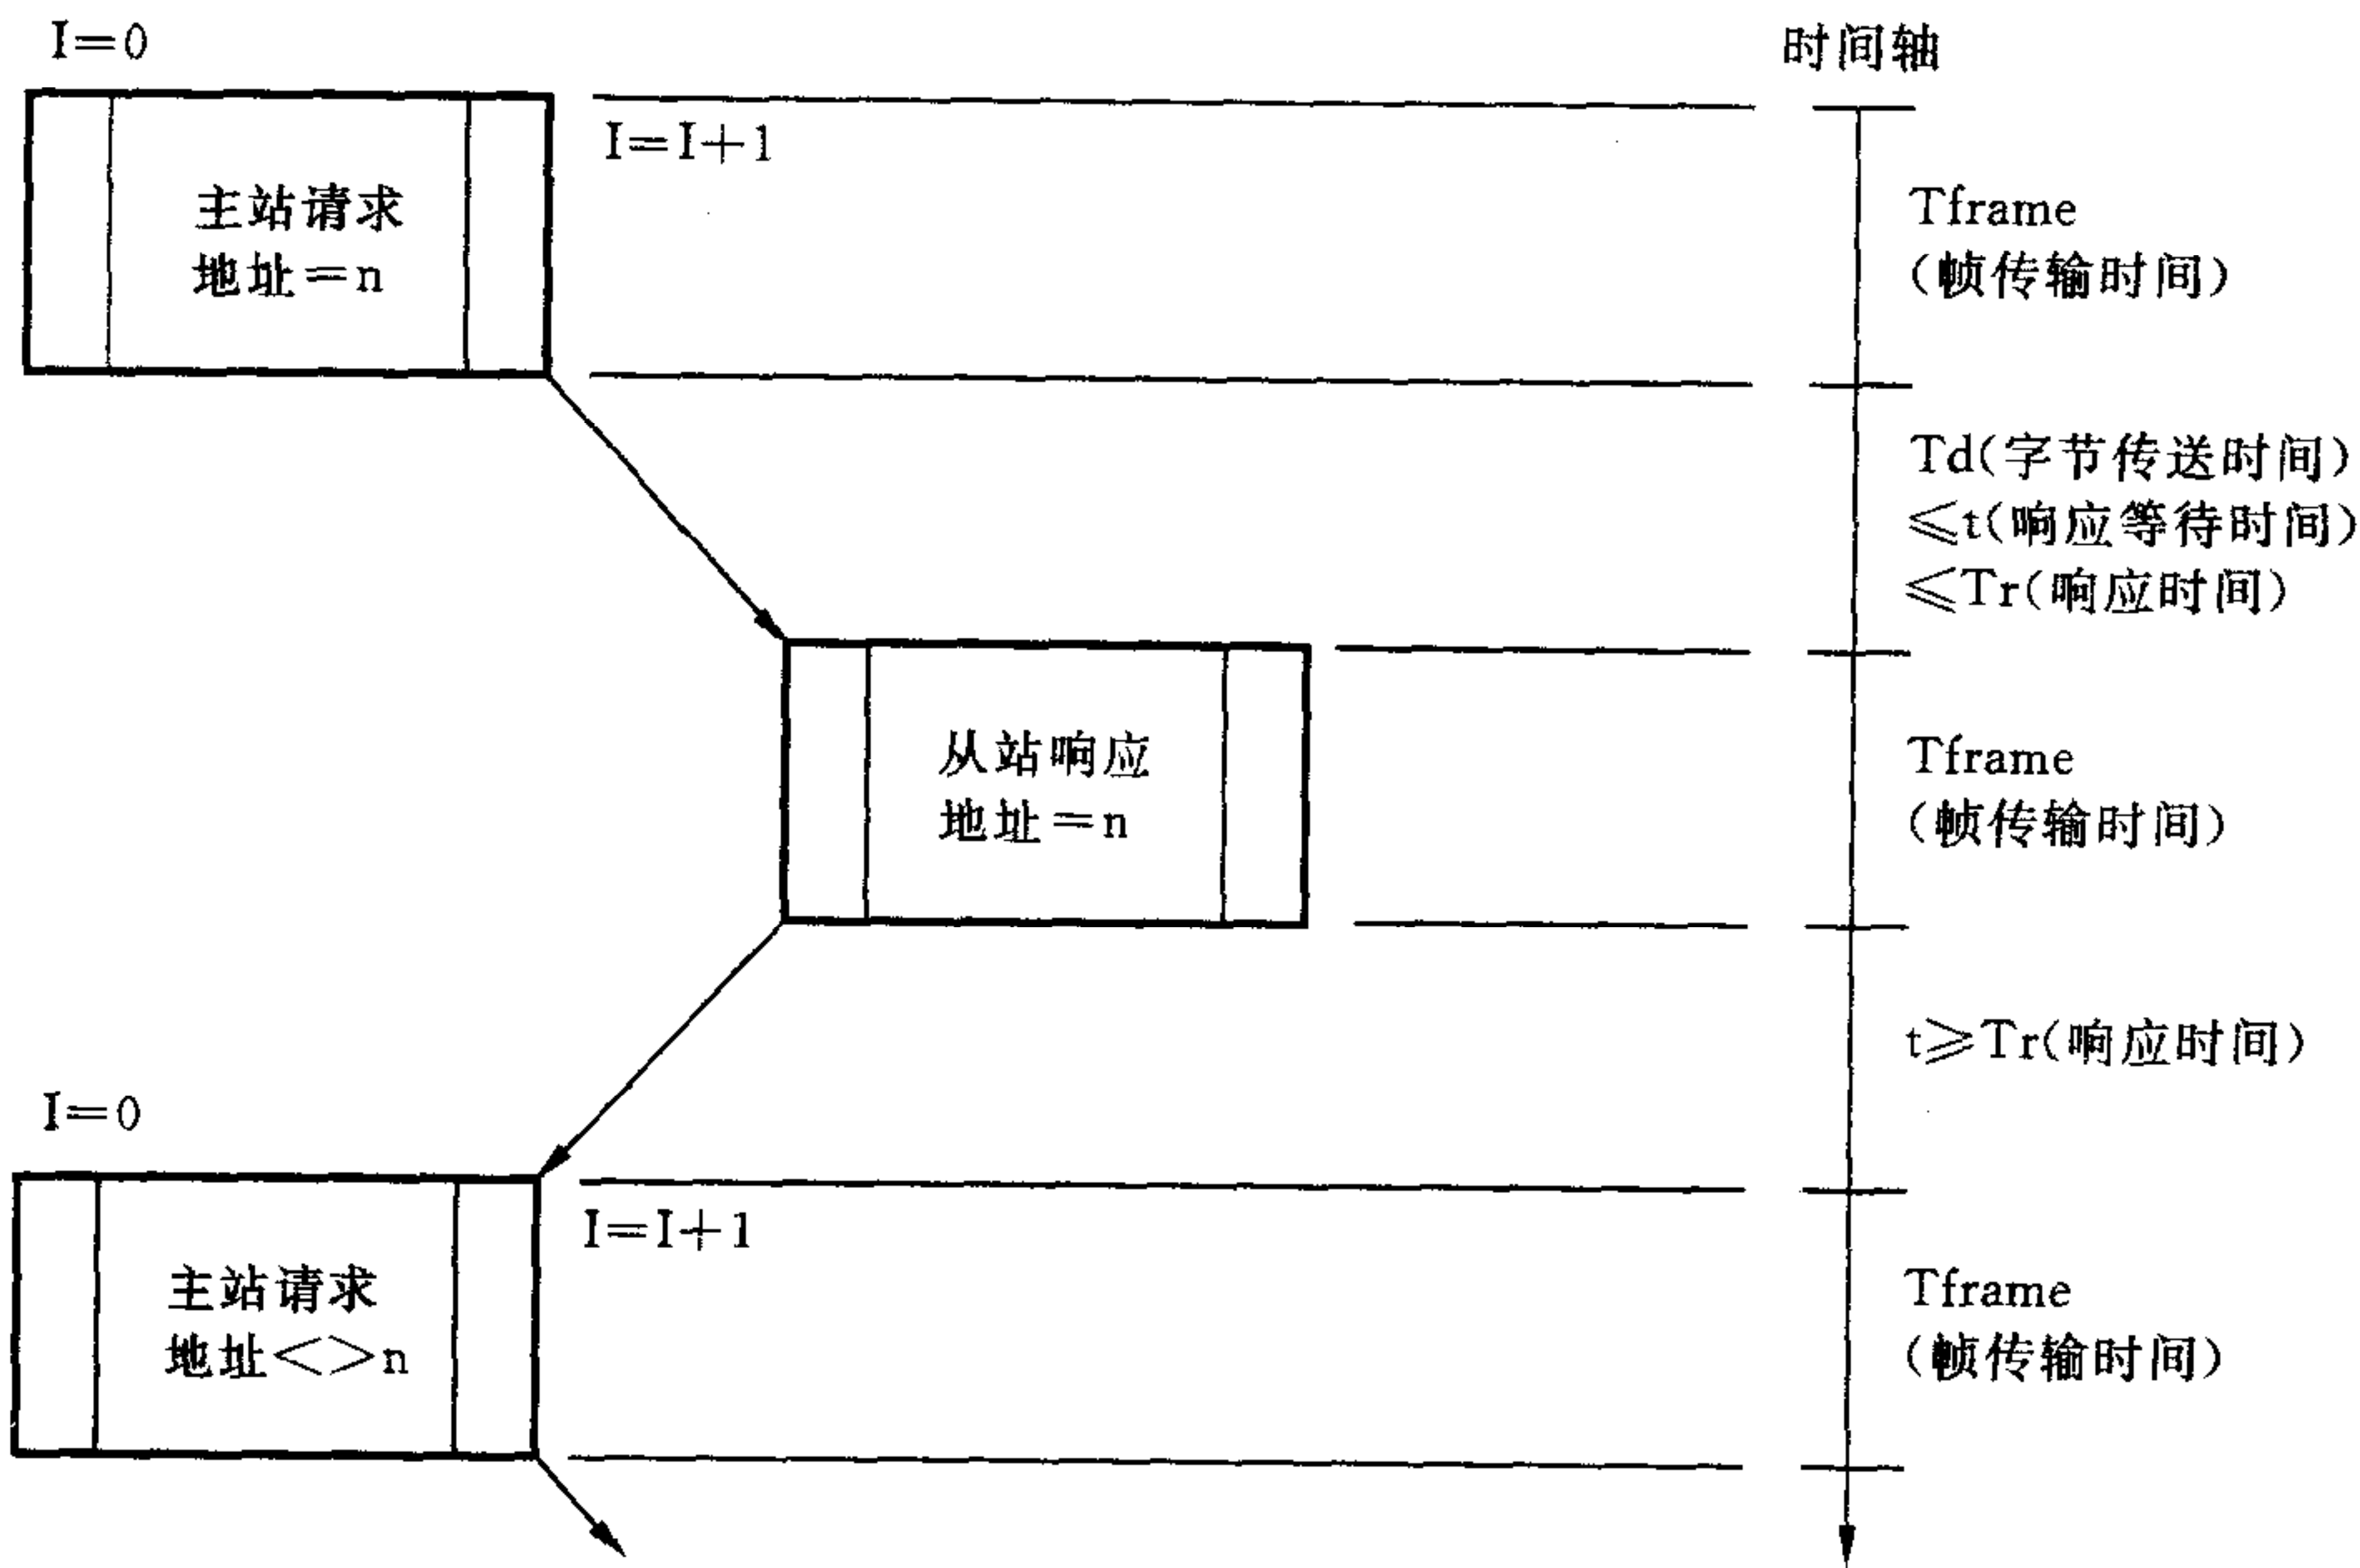 I=0
时间轴
I=I+1
主站请求
地址=n
Tframe
(帧传输时间)
Td(字节传送时间)
≤t(响应等待时间)
≤Tr(响应时间)
从站响应
地址=n
Tframe
(帧传输时间)
t≥Tr(响应时间)
I=0
I=I+1
主站请求
地址<>n
Tframe
(帧传输时间)